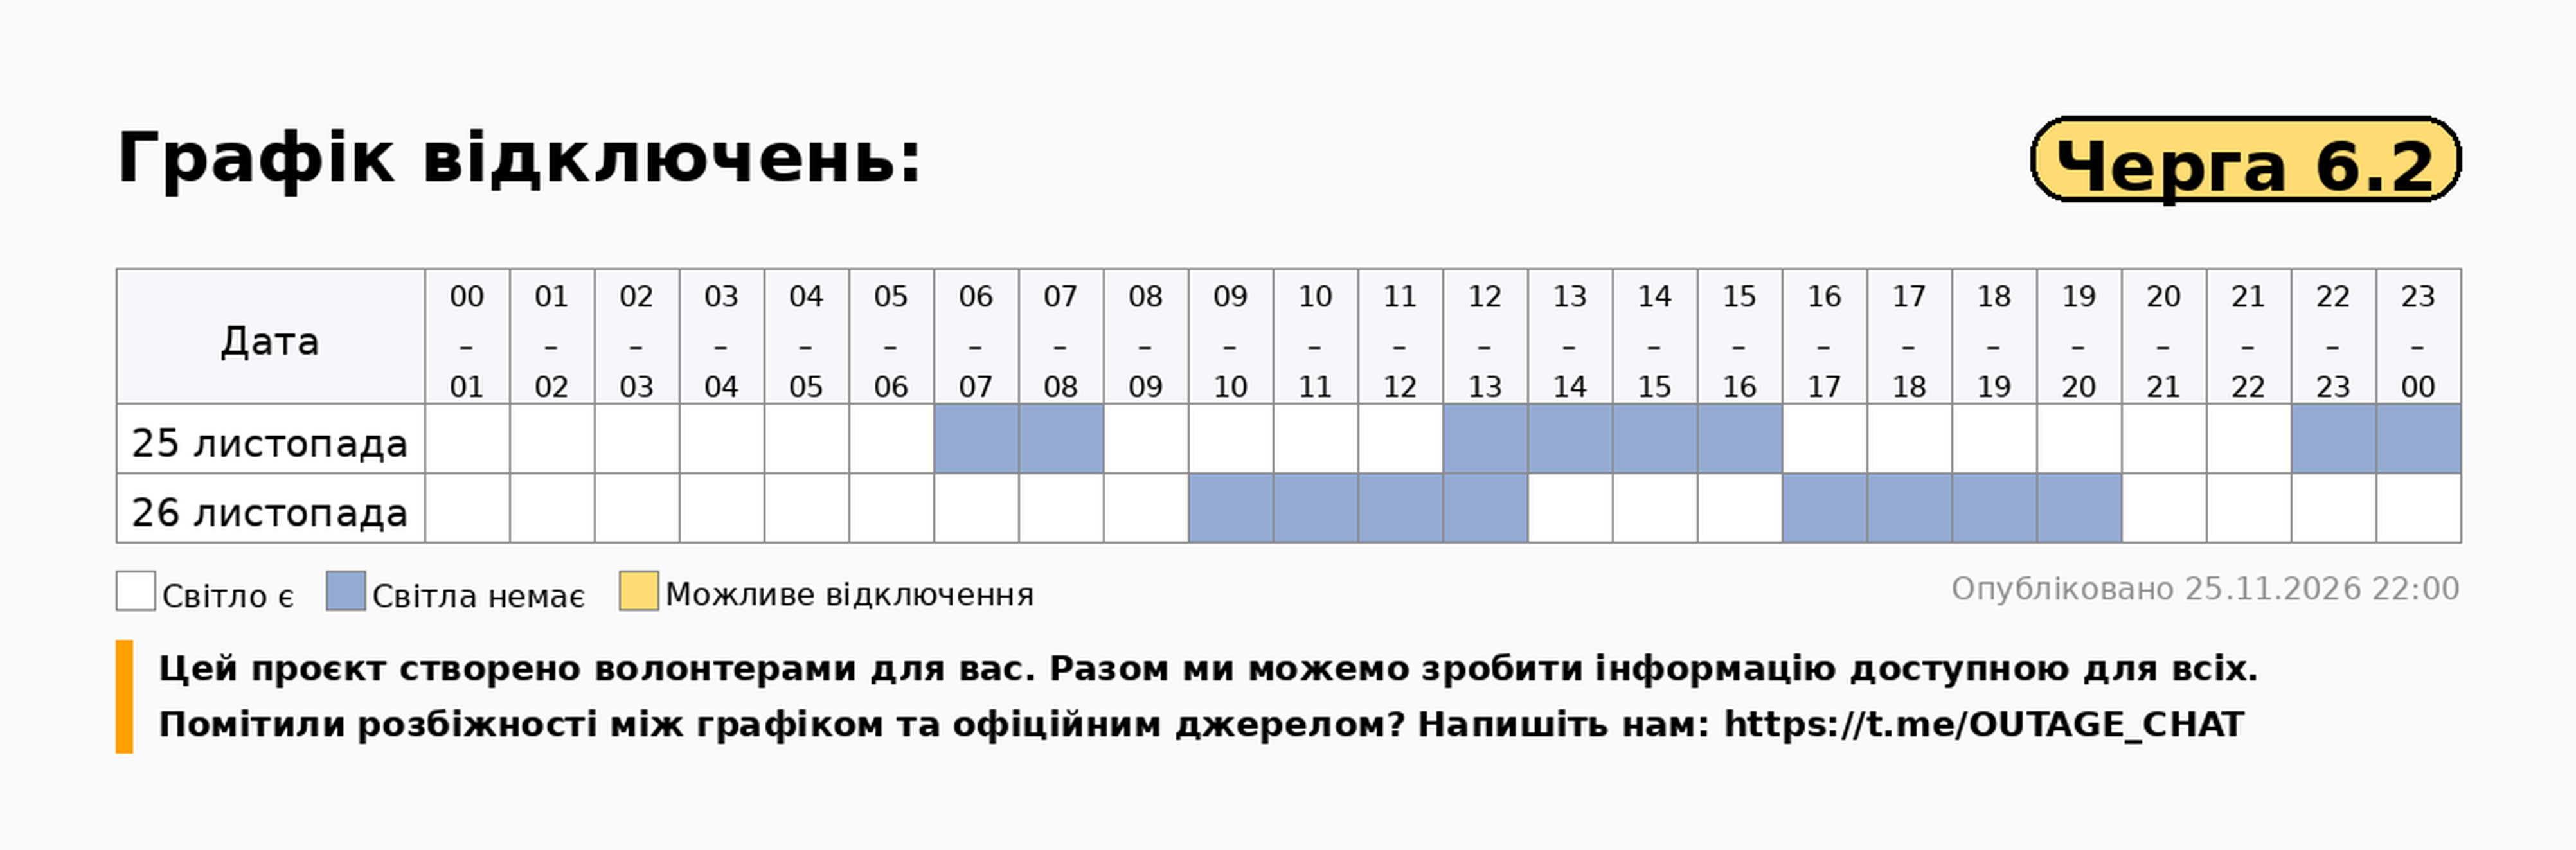 Графік відключень:
Черга 6.2
Дата
00 – 01
01 – 02
02 – 03
03 – 04
04 – 05
05 – 06
06 – 07
07 – 08
08 – 09
09 – 10
10 – 11
11 – 12
12 – 13
13 – 14
14 – 15
15 – 16
16 – 17
17 – 18
18 – 19
19 – 20
20 – 21
21 – 22
22 – 23
23 – 00
25 листопада
26 листопада
Світло є
Світла немає
Можливе відключення
Опубліковано 25.11.2026 22:00
Цей проєкт створено волонтерами для вас. Разом ми можемо зробити інформацію доступною для всіх.
Помітили розбіжності між графіком та офіційним джерелом? Напишіть нам: https://t.me/OUTAGE_CHAT